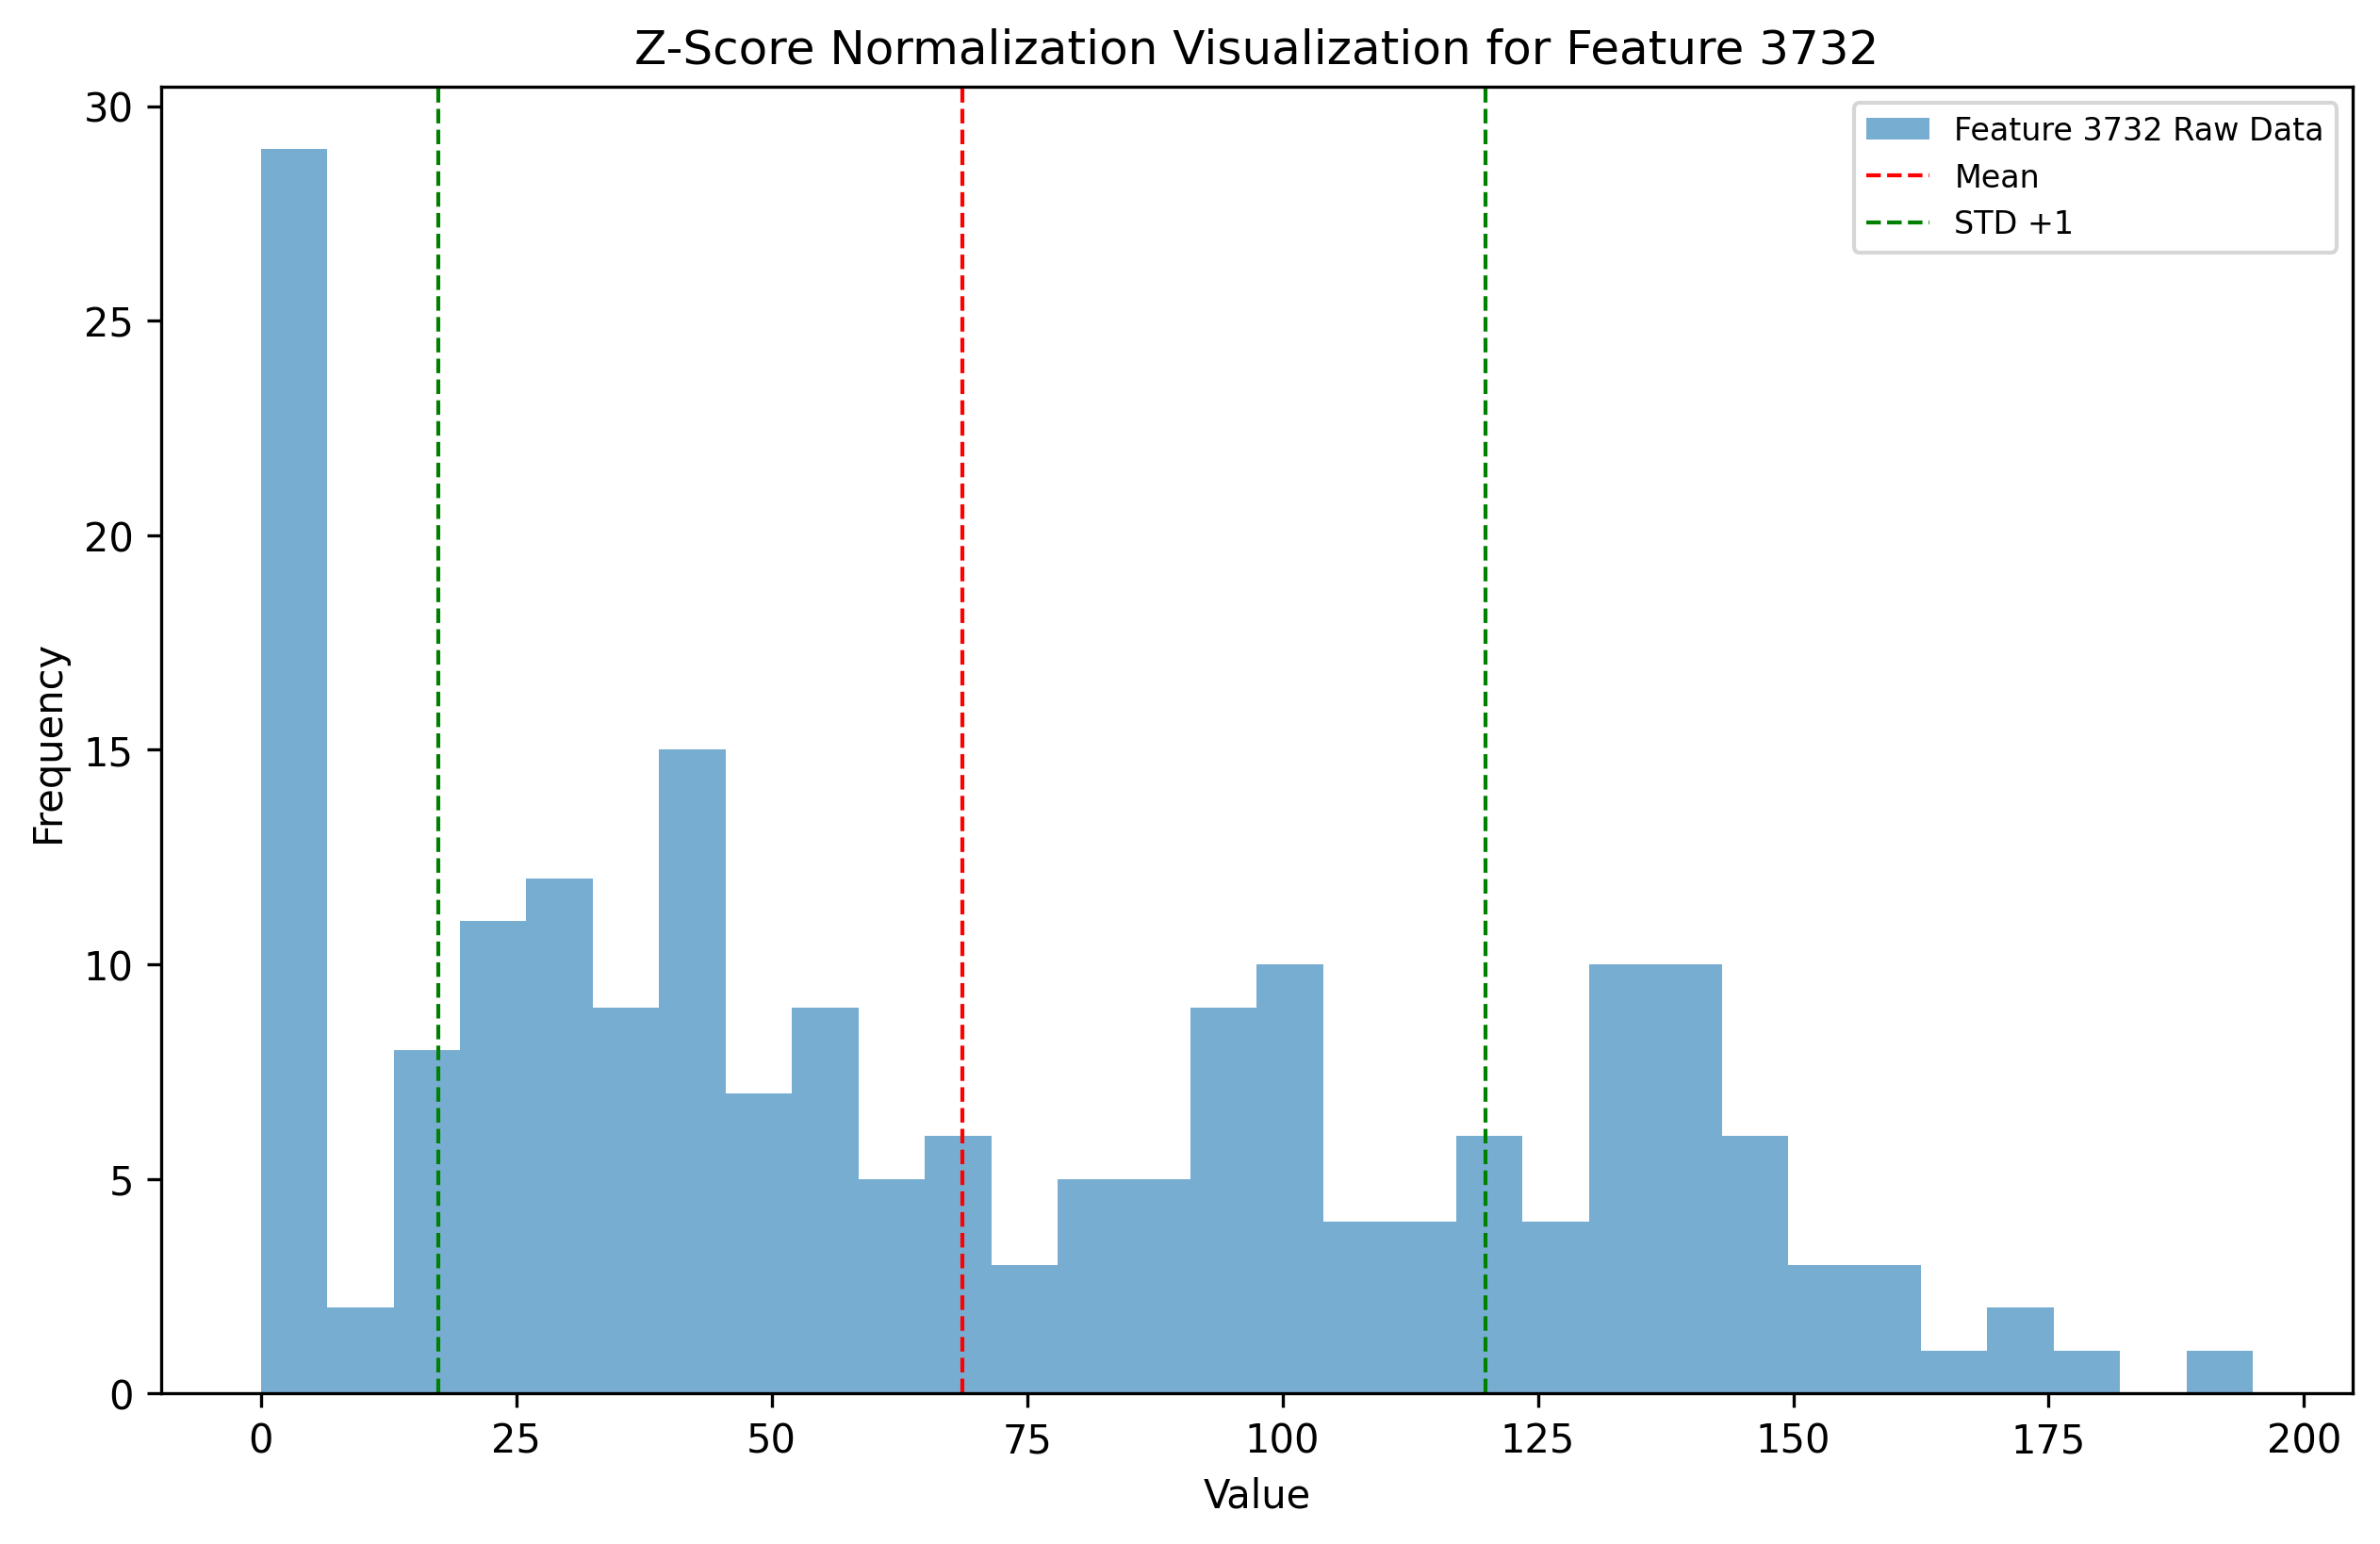 Z-Score Normalization Visualization for Feature 3732
Feature 3732 Raw Data
Mean
STD +1
30
25
20
15
10
5
0
Frequency
0 25 50 75 100 125 150 175 200
Value